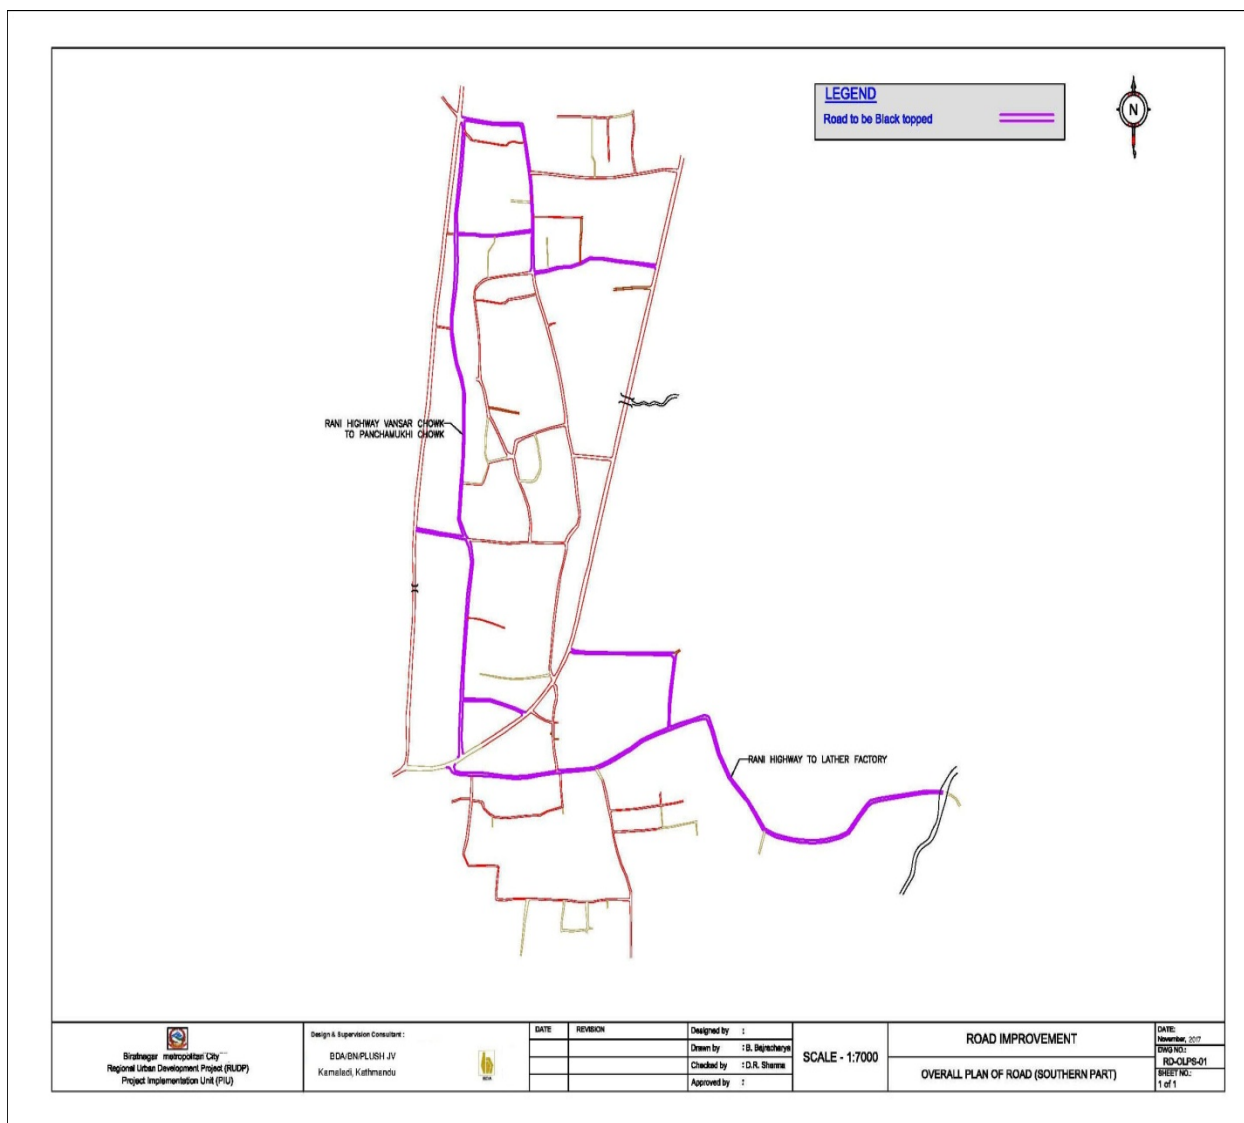 LEGEND
Road to be Black topped
N
RANI HIGHWAY VANSAR CHOWK
TO PANCHAMUKHI CHOWK
RANI HIGHWAY TO LATHER FACTORY
Biratnagar metropolitan City
Regional Urban Development Project (RUDP)
Project Implementation Unit (PIU)
Design & Supervision Consultant :
BDA/BN/PLUSH JV
Kamaladi, Kathmandu
BDA
DATE REVISION
Designed by :
Drawn by : B. Bajracharya
Checked by : D.R. Sharma
Approved by :
SCALE - 1:7000
ROAD IMPROVEMENT
OVERALL PLAN OF ROAD (SOUTHERN PART)
DATE:
November, 2017
DWG NO.:
RD-OLPS-01
SHEET NO.:
1 of 1